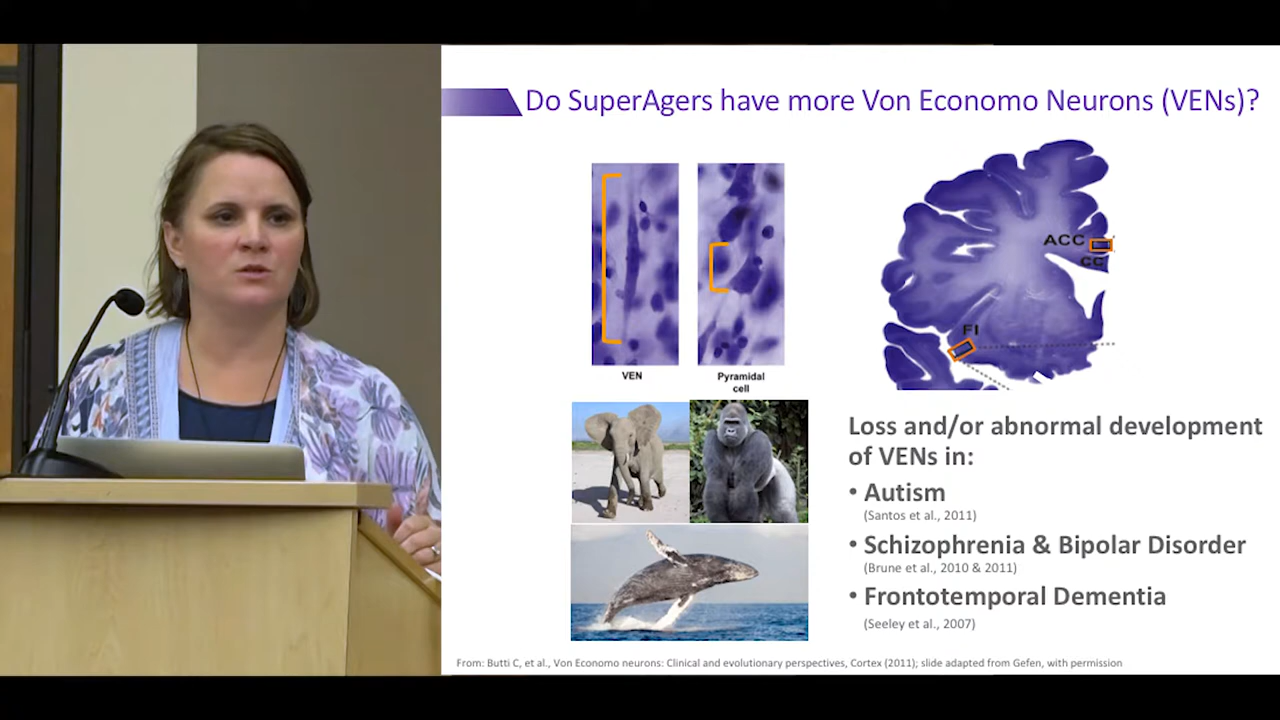 Do SuperAgers have more Von Economo Neurons (VENs)?
VEN
Pyramidal
cell
ACC
CC
FI
Loss and/or abnormal development
of VENs in:
• Autism
(Santos et al., 2011)
• Schizophrenia & Bipolar Disorder
(Brune et al., 2010 & 2011)
• Frontotemporal Dementia
(Seeley et al., 2007)
From: Butti C, et al., Von Economo neurons: Clinical and evolutionary perspectives, Cortex (2011); slide adapted from Gefen, with permission